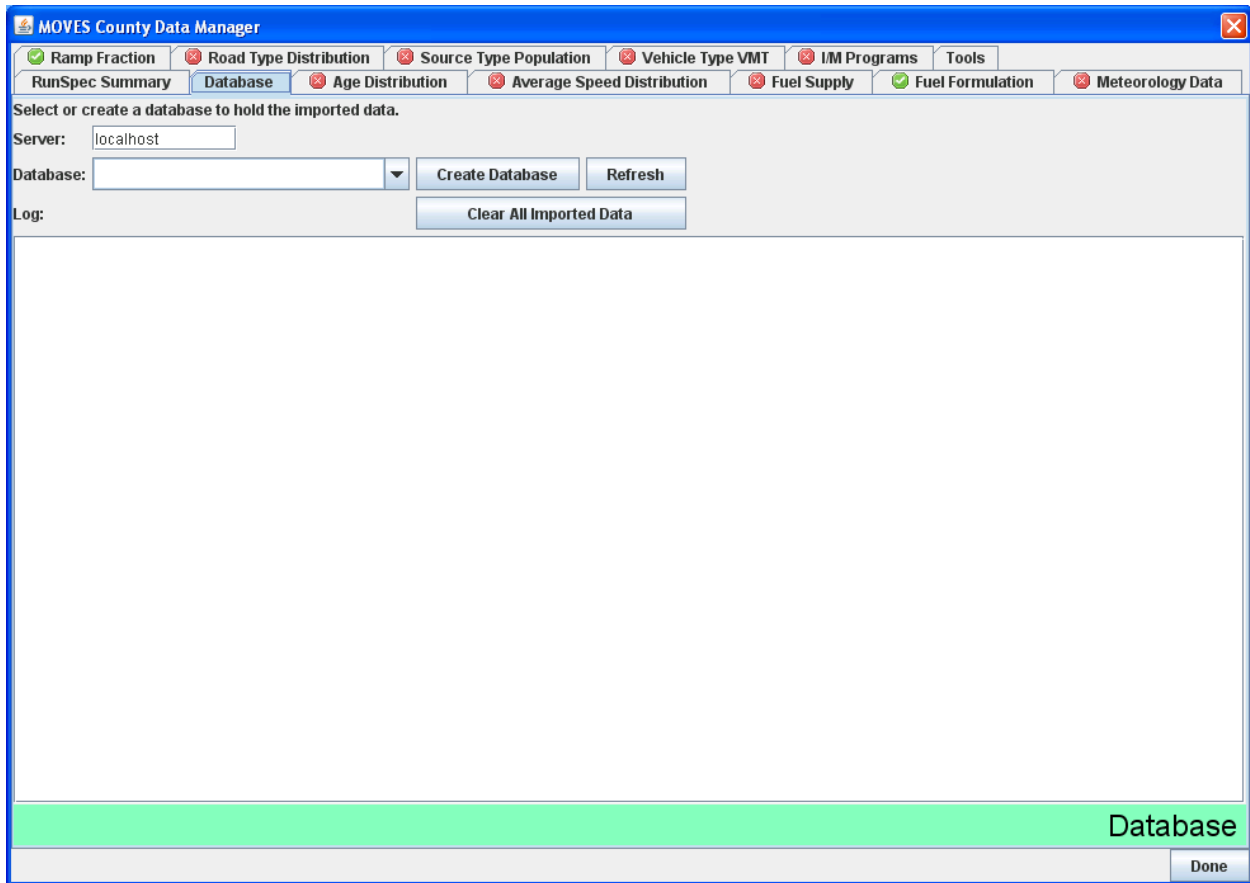 MOVES County Data Manager
Ramp Fraction Road Type Distribution Source Type Population Vehicle Type VMT I/M Programs Tools
RunSpec Summary Database Age Distribution Average Speed Distribution Fuel Supply Fuel Formulation Meteorology Data
Select or create a database to hold the imported data.
Server: localhost
Database: Create Database Refresh
Log: Clear All Imported Data
Database
Done